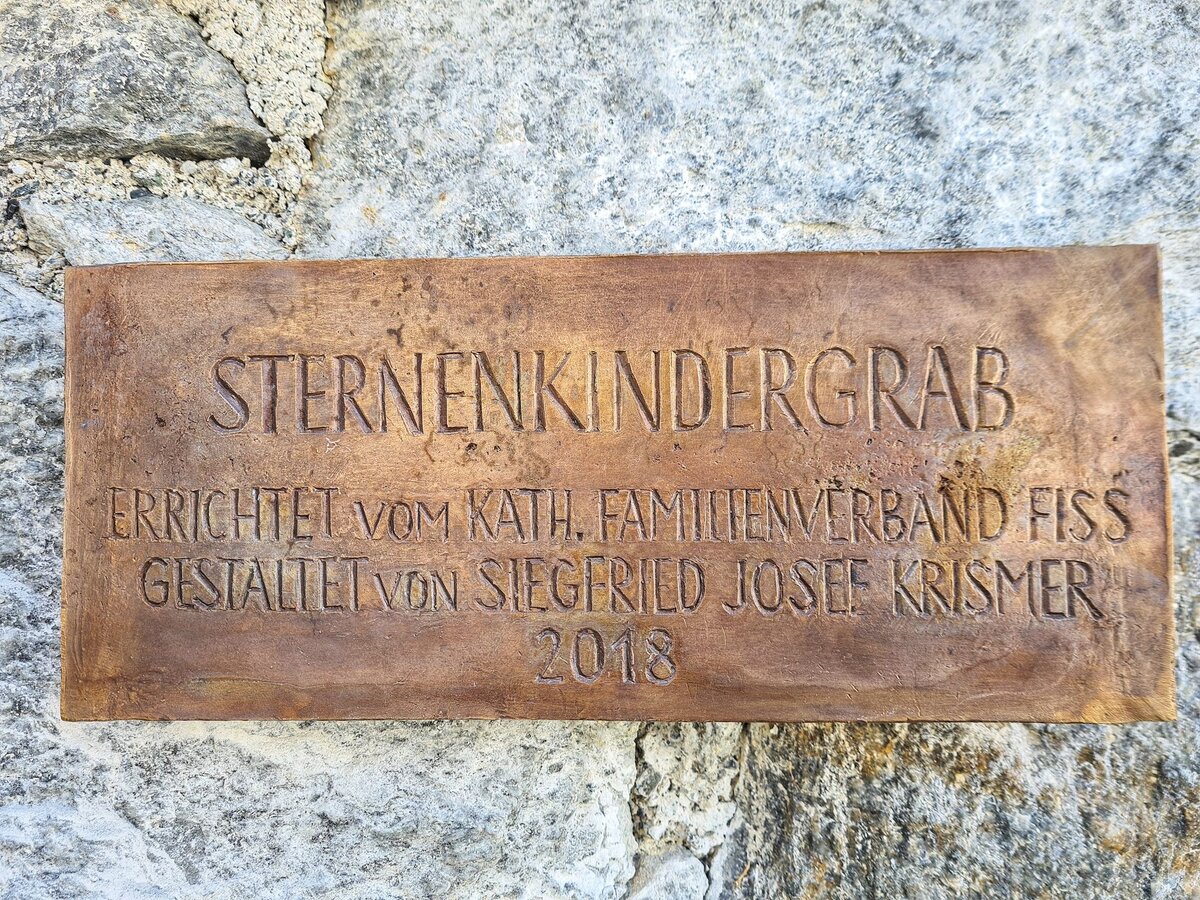 STERNENKINDERGRAB
ERRICHTET VOM KATH. FAMILIENVERBAND FISS
GESTALTET VON SIEGFRIED JOSEF KRISMER
2018